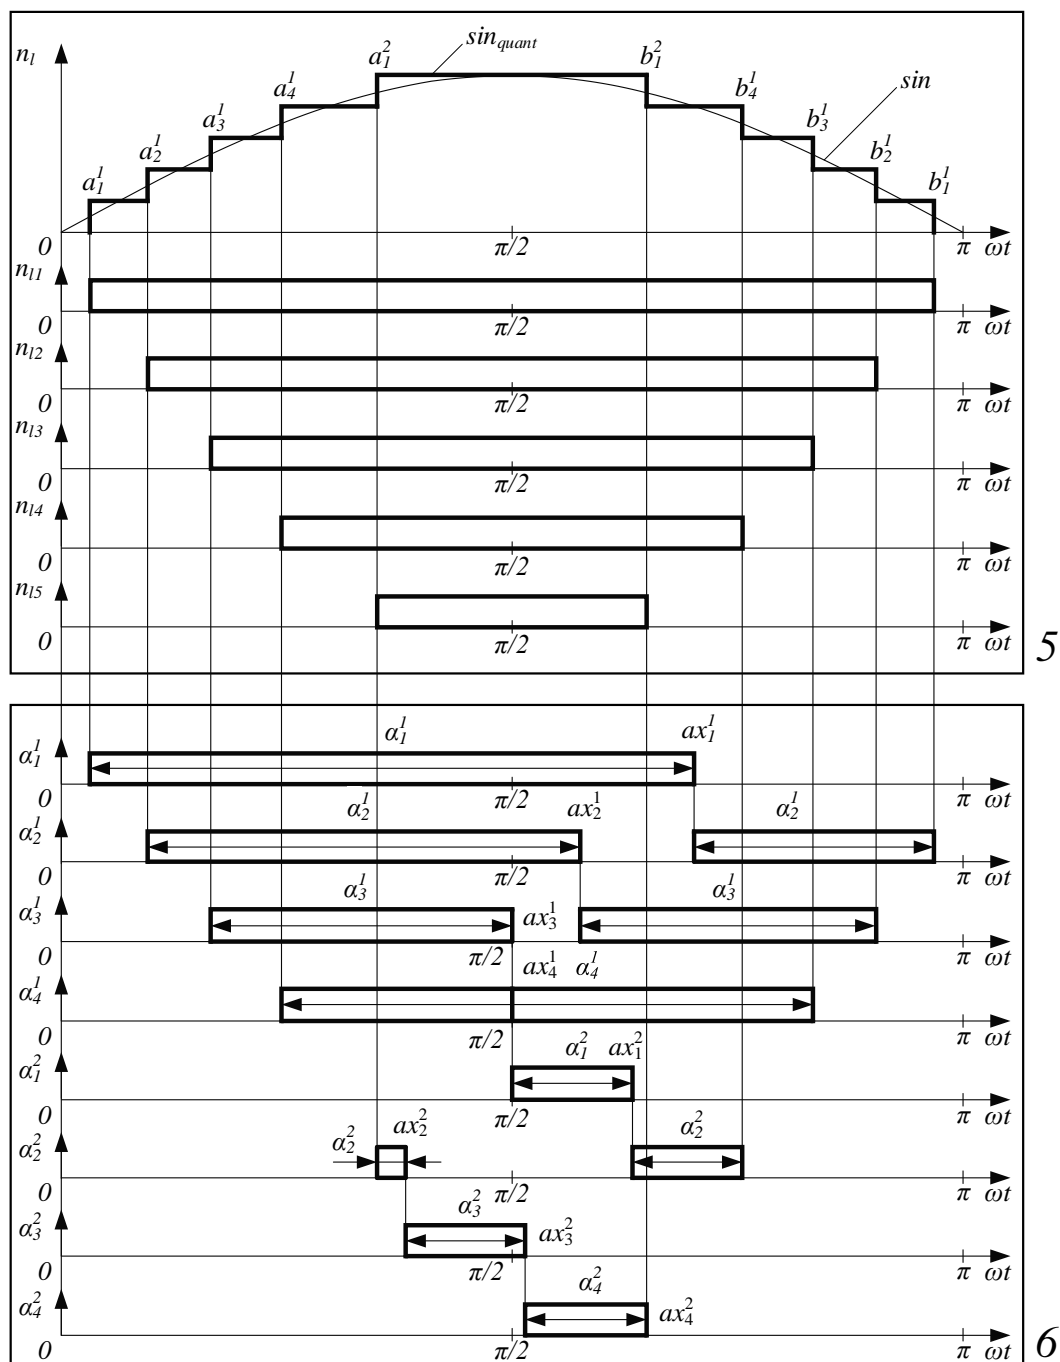 n_l a_1^2 sin_quant b_1^2
a_4^1 b_4^1 sin
a_3^1 b_3^1
a_2^1 b_2^1
a_1^1 b_1^1
0 π/2 π ωt
n_l1
0 π/2 π ωt
n_l2
0 π/2 π ωt
n_l3
0 π/2 π ωt
n_l4
0 π/2 π ωt
n_l5
0 π/2 π ωt
5
α_1^1 α_1^1 ax_1^1
0 π/2 π ωt
α_2^1 α_2^1 ax_2^1 α_2^1
0 π/2 π ωt
α_3^1 α_3^1 ax_3^1 α_3^1
0 π/2 π ωt
α_4^1 ax_4^1 α_4^1
0 π/2 π ωt
α_1^2 α_1^2 ax_1^2
0 π/2 π ωt
α_2^2 α_2^2 ax_2^2 α_2^2
0 π/2 π ωt
α_3^2 α_3^2 ax_3^2
0 π/2 π ωt
α_4^2 α_4^2 ax_4^2
0 π/2 π ωt
6